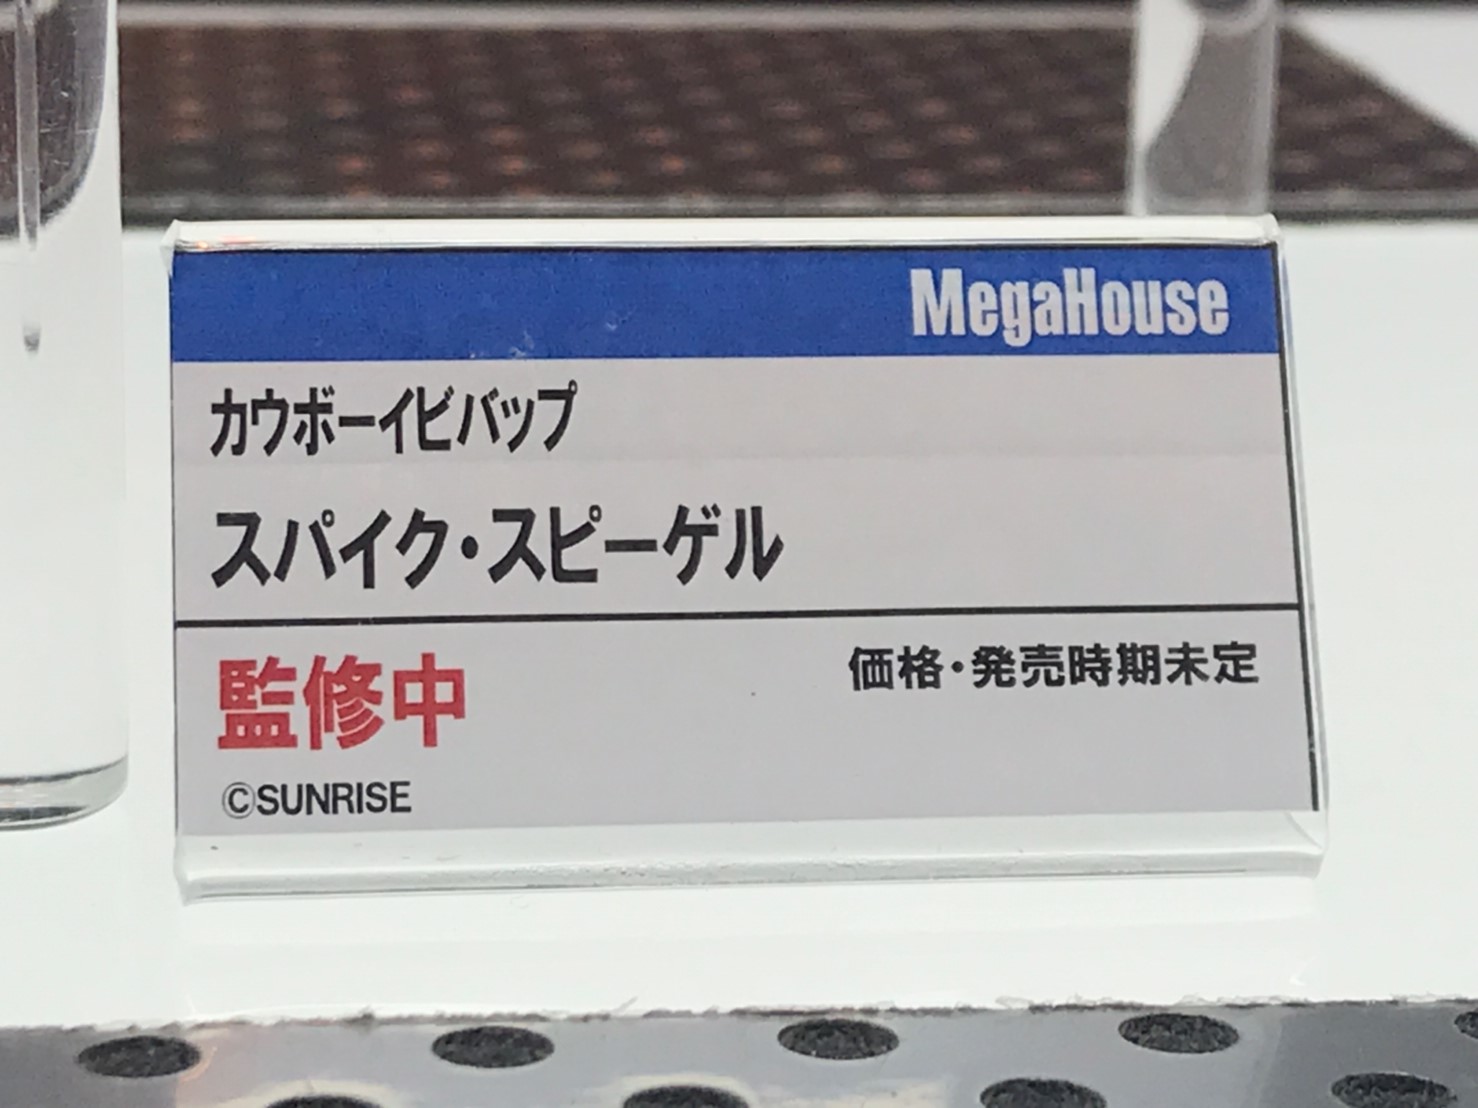 MegaHouse
カウボーイビバップ
スパイク・スピーゲル
監修中
価格・発売時期未定
©SUNRISE